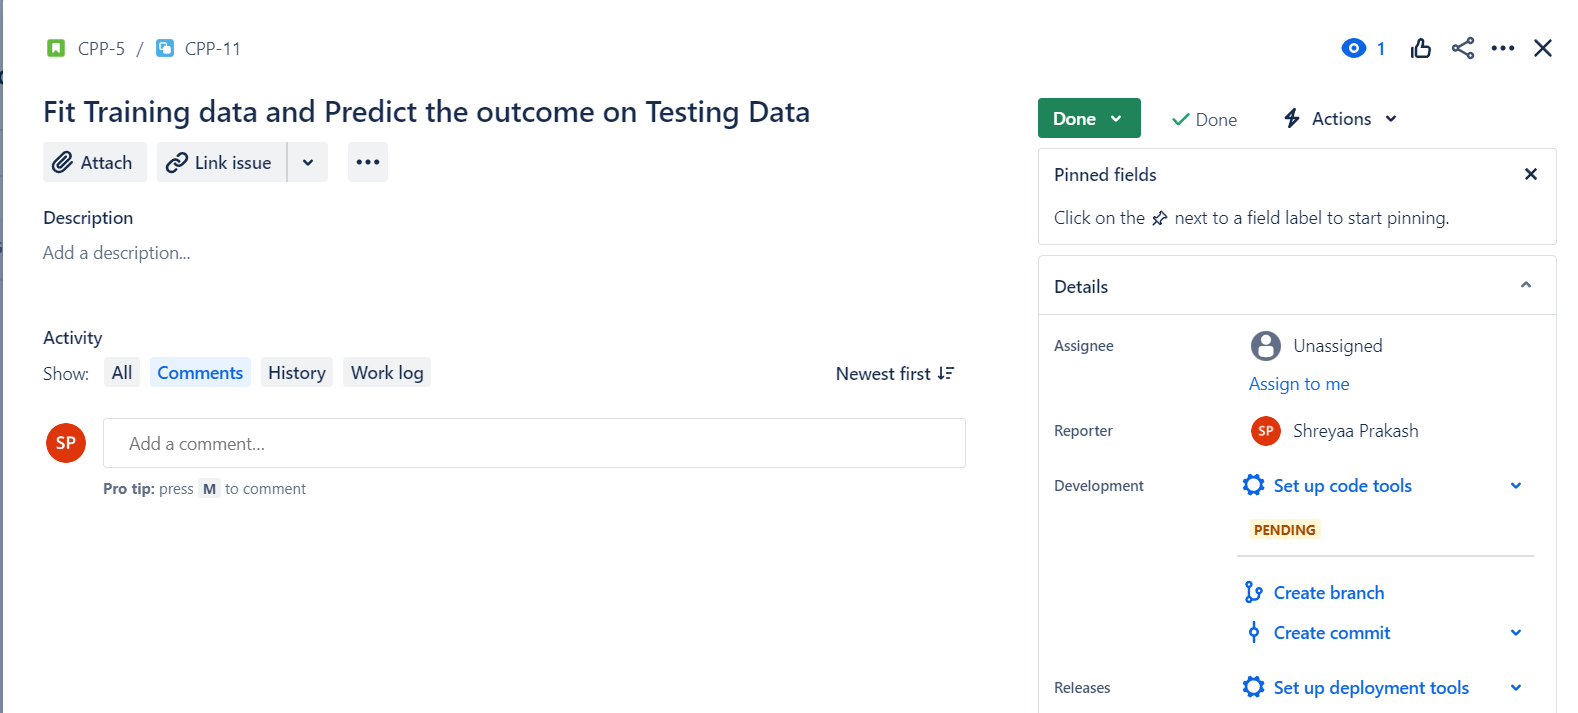 CPP-5 / CPP-11
1
Fit Training data and Predict the outcome on Testing Data
Done
Done
Actions
Attach
Link issue
Pinned fields
Click on the next to a field label to start pinning.
Description
Add a description...
Details
Activity
Show: All Comments History Work log
Newest first
SP
Add a comment...
Pro tip: press M to comment
Assignee
Unassigned
Assign to me
Reporter
SP
Shreyaa Prakash
Development
Set up code tools
PENDING
Create branch
Create commit
Releases
Set up deployment tools